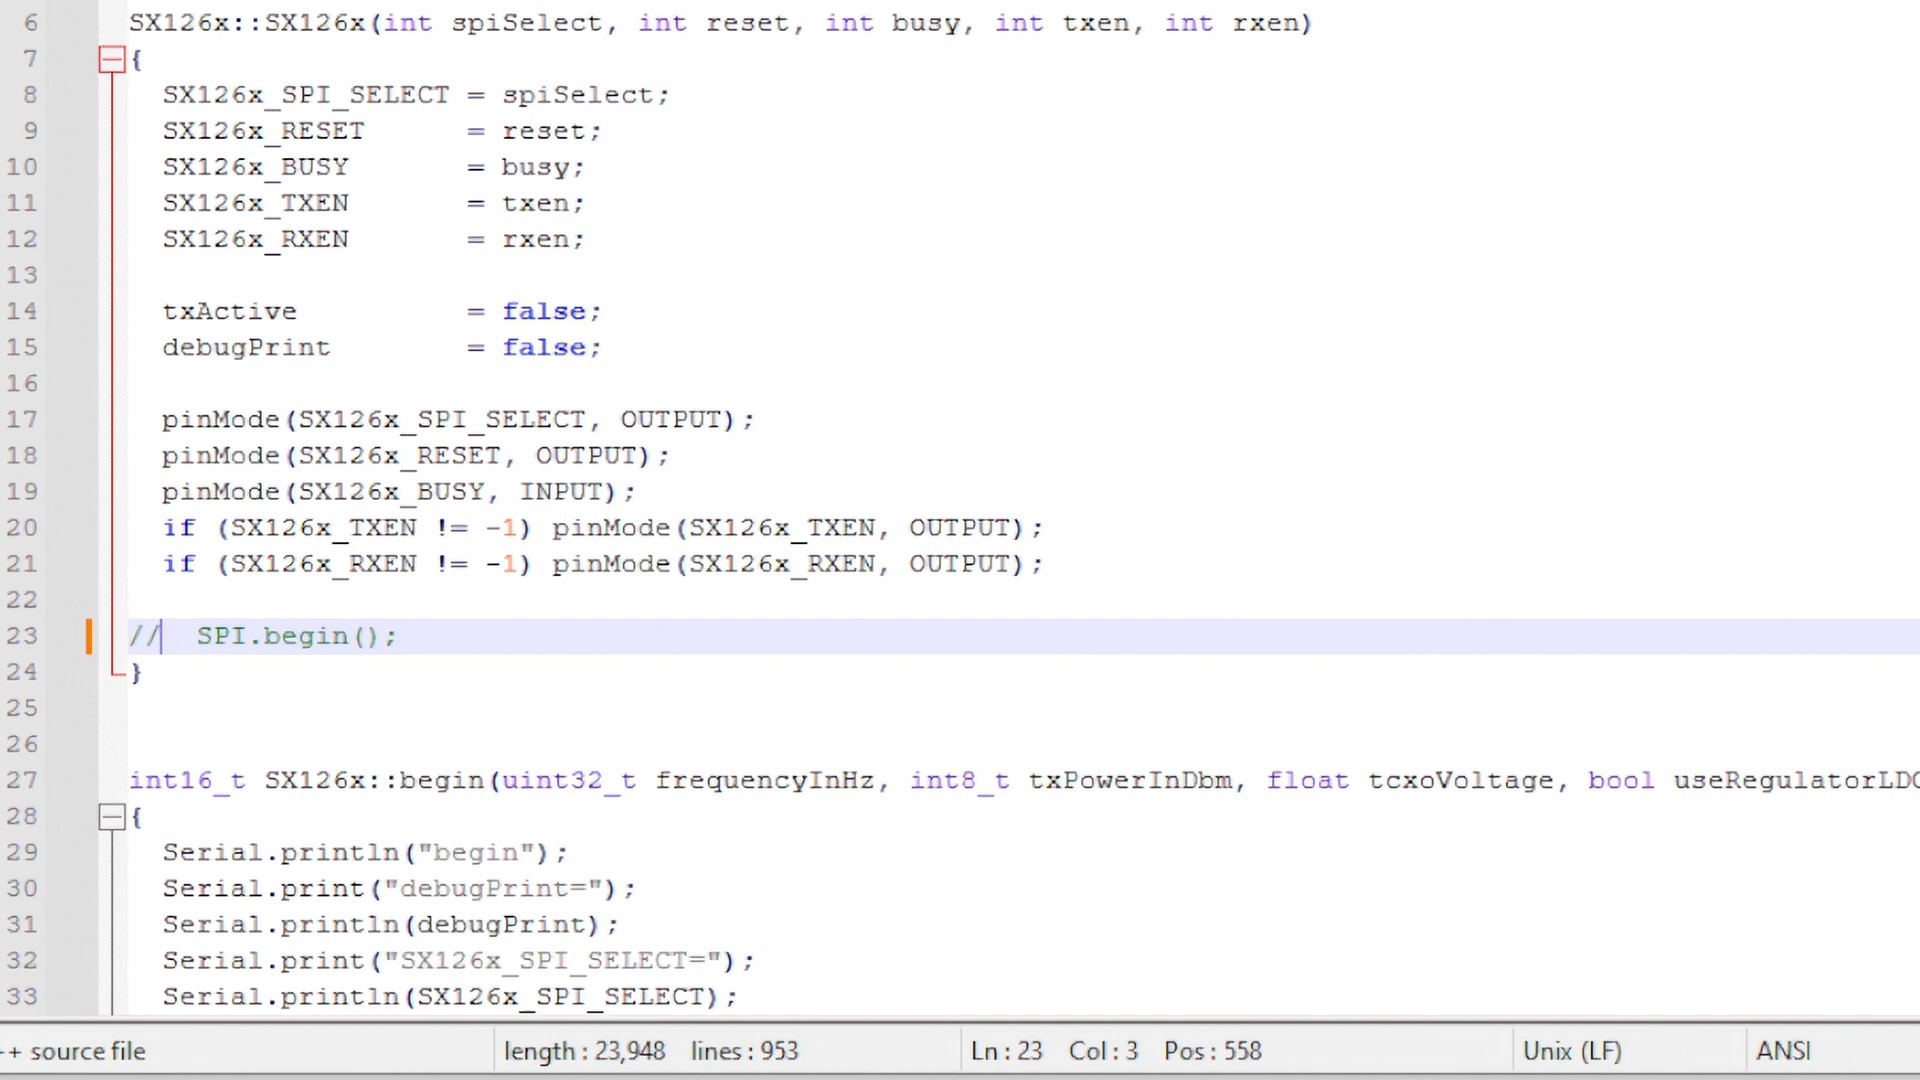 6 SX126x::SX126x(int spiSelect, int reset, int busy, int txen, int rxen)
7 {
8 SX126x_SPI_SELECT = spiSelect;
9 SX126x_RESET = reset;
10 SX126x_BUSY = busy;
11 SX126x_TXEN = txen;
12 SX126x_RXEN = rxen;
13
14 txActive = false;
15 debugPrint = false;
16
17 pinMode(SX126x_SPI_SELECT, OUTPUT);
18 pinMode(SX126x_RESET, OUTPUT);
19 pinMode(SX126x_BUSY, INPUT);
20 if (SX126x_TXEN != -1) pinMode(SX126x_TXEN, OUTPUT);
21 if (SX126x_RXEN != -1) pinMode(SX126x_RXEN, OUTPUT);
22
23 // SPI.begin();
24 }
25
26
27 int16_t SX126x::begin(uint32_t frequencyInHz, int8_t txPowerInDbm, float tcxoVoltage, bool useRegulatorLDO
28 {
29 Serial.println("begin");
30 Serial.print("debugPrint=");
31 Serial.println(debugPrint);
32 Serial.print("SX126x_SPI_SELECT=");
33 Serial.println(SX126x_SPI_SELECT);
++ source file length : 23,948 lines : 953 Ln : 23 Col : 3 Pos : 558 Unix (LF) ANSI